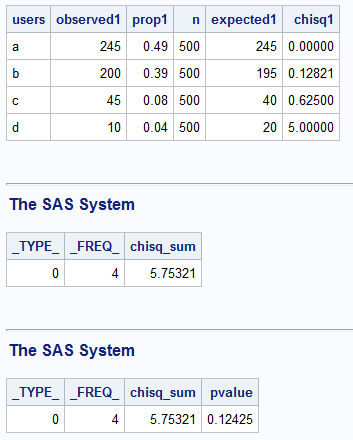 users observed1 prop1 n expected1 chisq1
a 245 0.49 500 245 0.00000
b 200 0.39 500 195 0.12821
c 45 0.08 500 40 0.62500
d 10 0.04 500 20 5.00000
The SAS System
_TYPE_ _FREQ_ chisq_sum
0 4 5.75321
The SAS System
_TYPE_ _FREQ_ chisq_sum pvalue
0 4 5.75321 0.12425